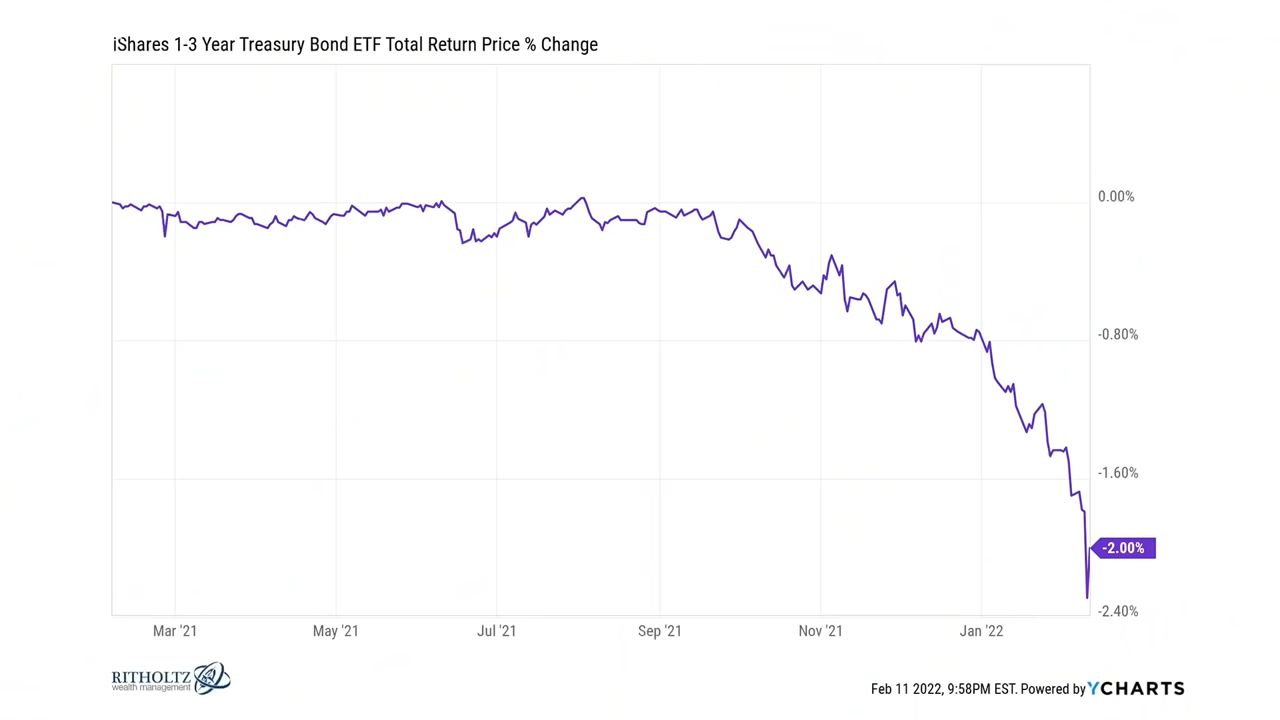 iShares 1-3 Year Treasury Bond ETF Total Return Price % Change
0.00%
-0.80%
-1.60%
-2.00%
-2.40%
Mar '21 May '21 Jul '21 Sep '21 Nov '21 Jan '22
RITHOLTZ
wealth management
Feb 11 2022, 9:58PM EST. Powered by YCHARTS